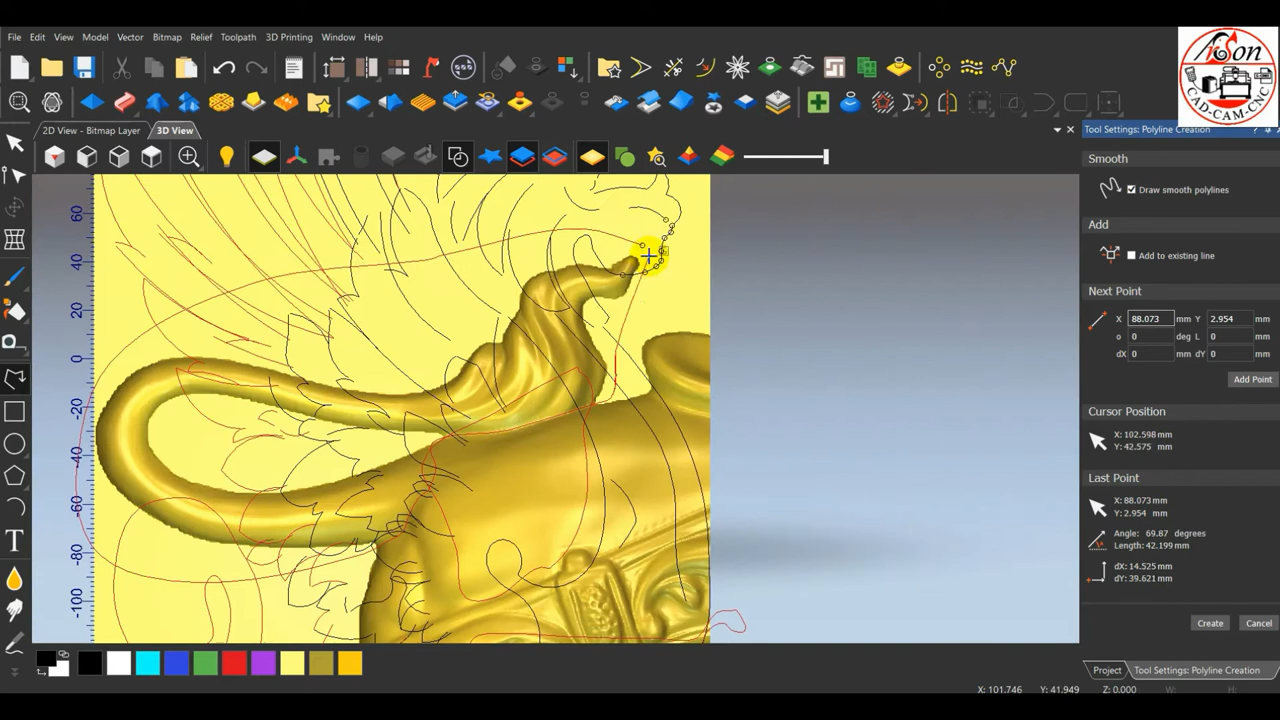 File Edit View Model Vector Bitmap Relief Toolpath 3D Printing Window Help
ArSon
CAD-CAM-CNC
2D View - Bitmap Layer 3D View
Tool Settings: Polyline Creation
Smooth
Draw smooth polylines
Add
Add to existing line
Next Point
X 88.073 mm Y 2.954 mm
o 0 deg L 0 mm
dX 0 mm dY 0 mm
Add Point
Cursor Position
X: 102.598 mm
Y: 42.575 mm
Last Point
X: 88.073 mm
Y: 2.954 mm
Angle: 69.87 degrees
Length: 42.199 mm
dX: 14.525 mm
dY: 39.621 mm
Create Cancel
60
40
20
0
-20
-40
-60
-80
-100
T
Project Tool Settings: Polyline Creation
X: 101.746 Y: 41.949 Z: 0.000 W: H: